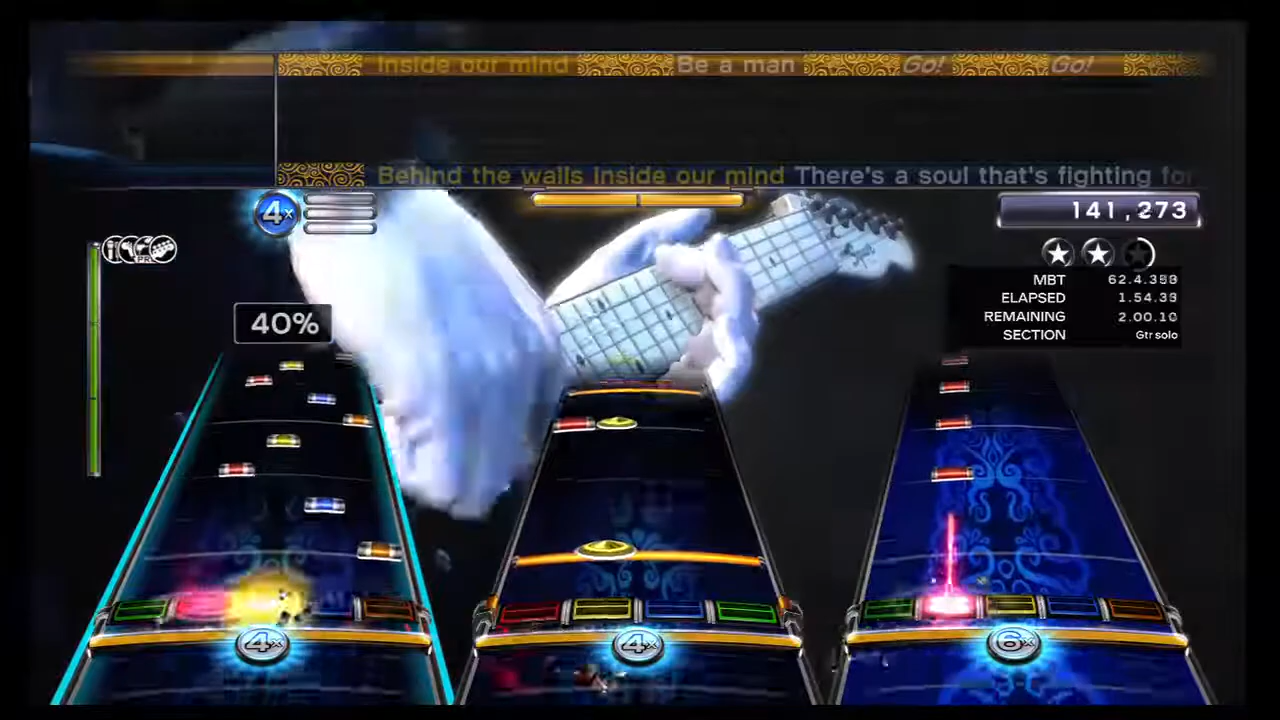 Inside our mind Be a man Go! Go!
Behind the walls inside our mind There's a soul that's fighting for
4x
141,273
PRO
MBT 62.4.358
ELAPSED 1.54.39
REMAINING 2.00.10
SECTION Gtr solo
40%
4x 4x 6x